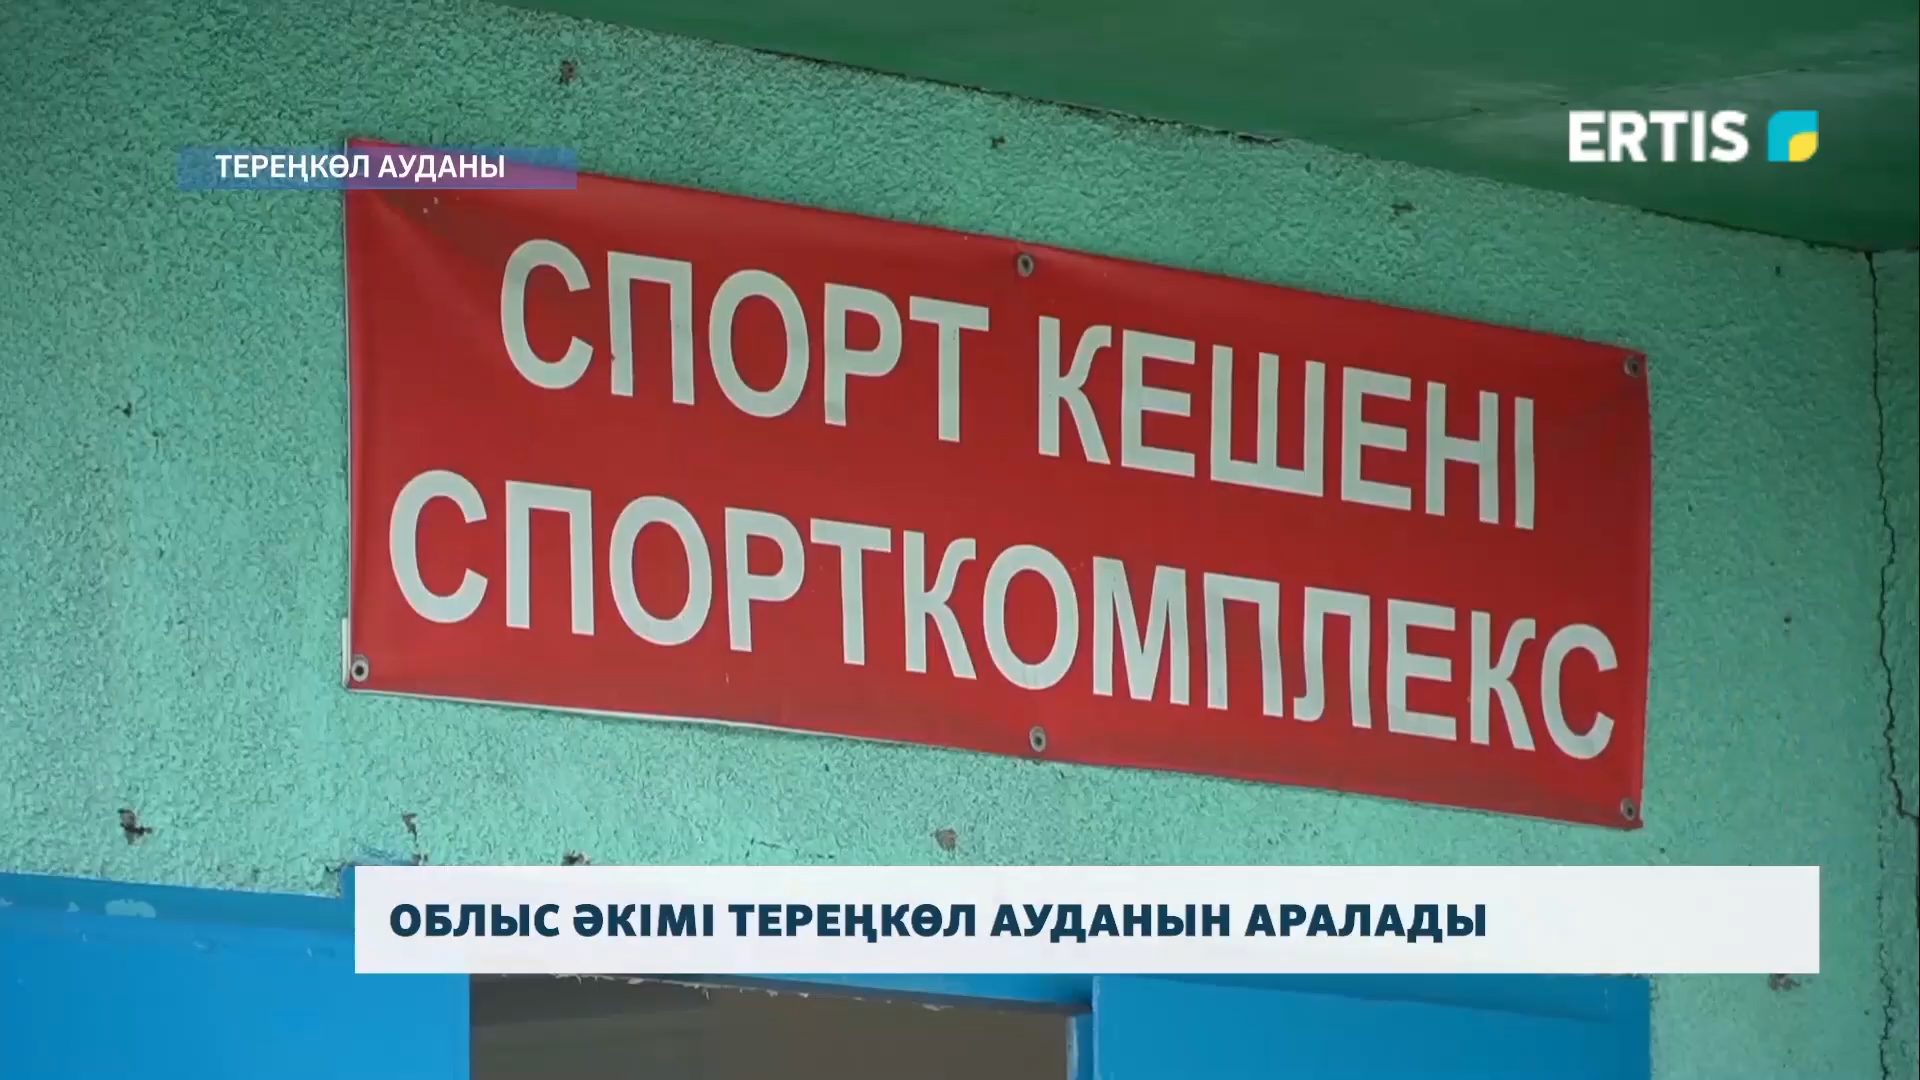 ТЕРЕҢКӨЛ АУДАНЫ
ERTIS
СПОРТ КЕШЕНІ
СПОРТКОМПЛЕКС
ОБЛЫС ӘКІМІ ТЕРЕҢКӨЛ АУДАНЫН АРАЛАДЫ